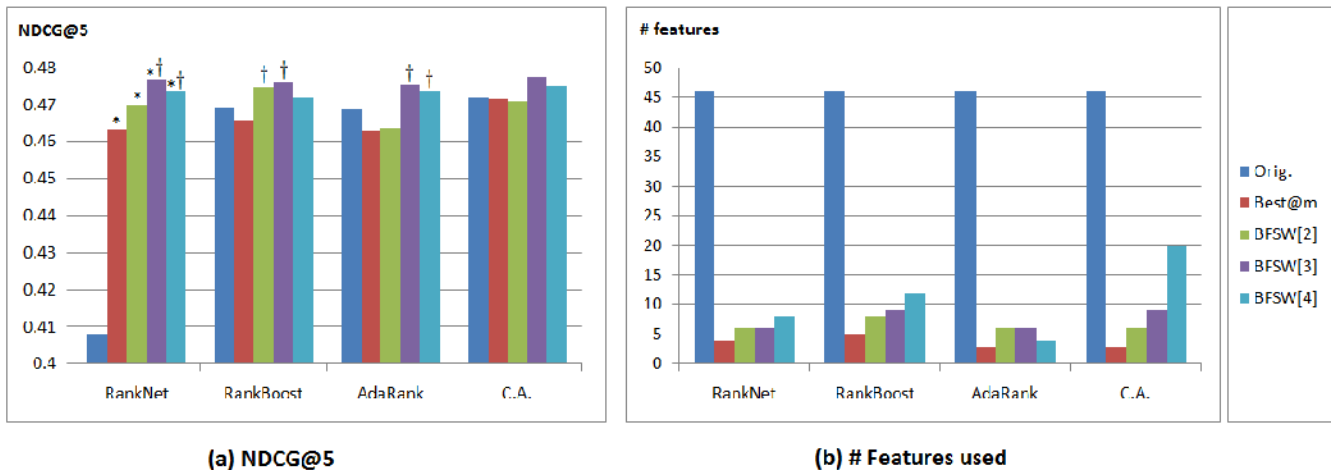 NDCG@5
0.48
0.47
0.46
0.45
0.44
0.43
0.42
0.41
0.4
*
*
*†
*†
†
†
†
†
RankNet
RankBoost
AdaRank
C.A.
(a) NDCG@5
# features
50
45
40
35
30
25
20
15
10
5
0
RankNet
RankBoost
AdaRank
C.A.
(b) # Features used
Orig.
Best@m
BFSW[2]
BFSW[3]
BFSW[4]